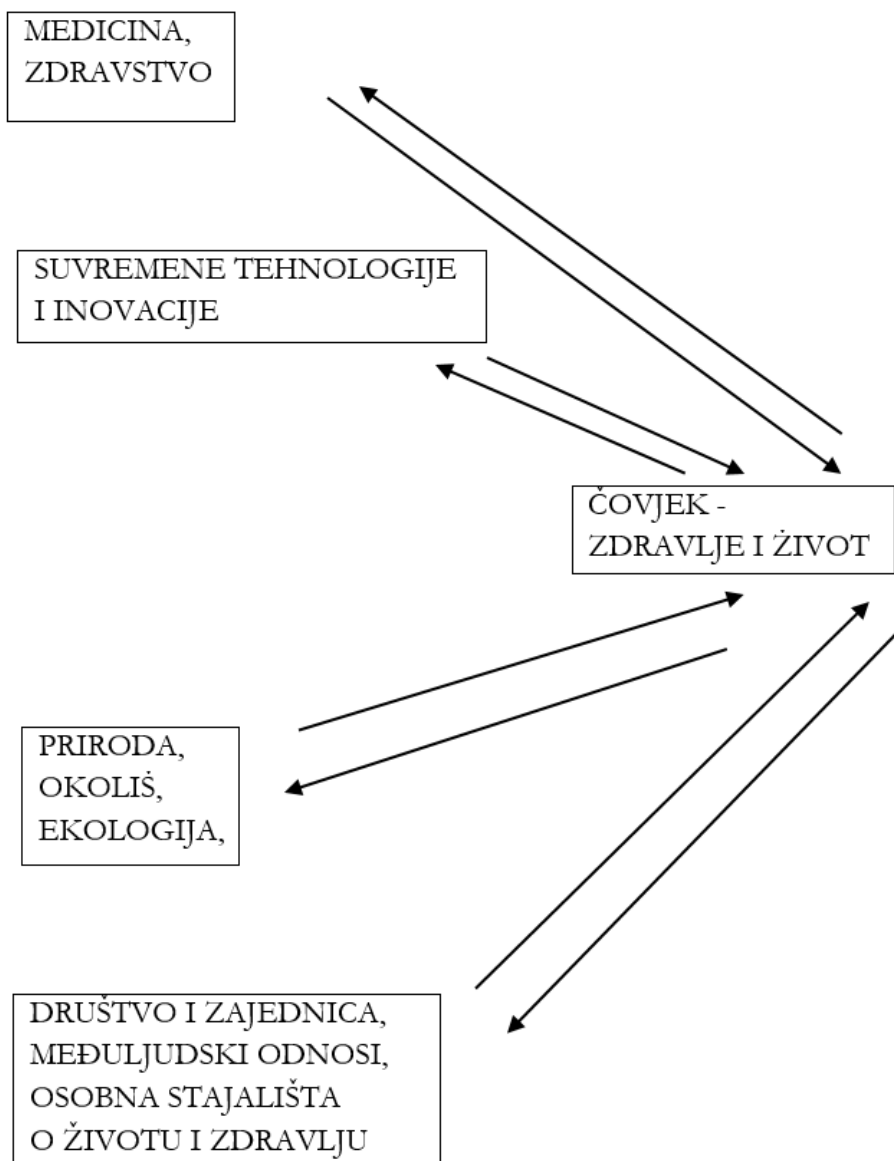 MEDICINA,
ZDRAVSTVO
SUVREMENE TEHNOLOGIJE
I INOVACIJE
ČOVJEK -
ZDRAVLJE I ŽIVOT
PRIRODA,
OKOLIŠ,
EKOLOGIJA,
DRUŠTVO I ZAJEDNICA,
MEĐULJUDSKI ODNOSI,
OSOBNA STAJALIŠTA
O ŽIVOTU I ZDRAVLJU